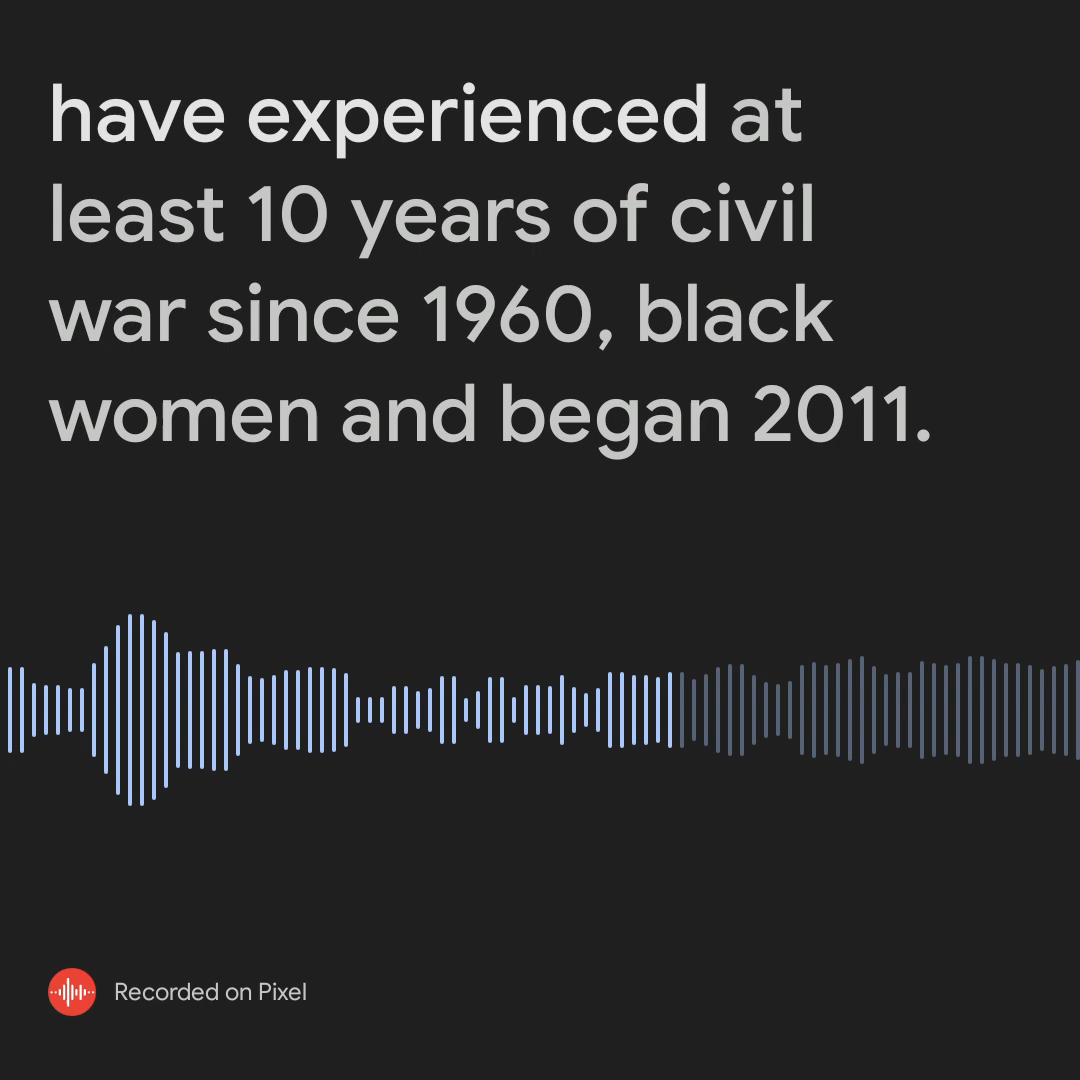 have experienced at
least 10 years of civil
war since 1960, black
women and began 2011.
Recorded on Pixel